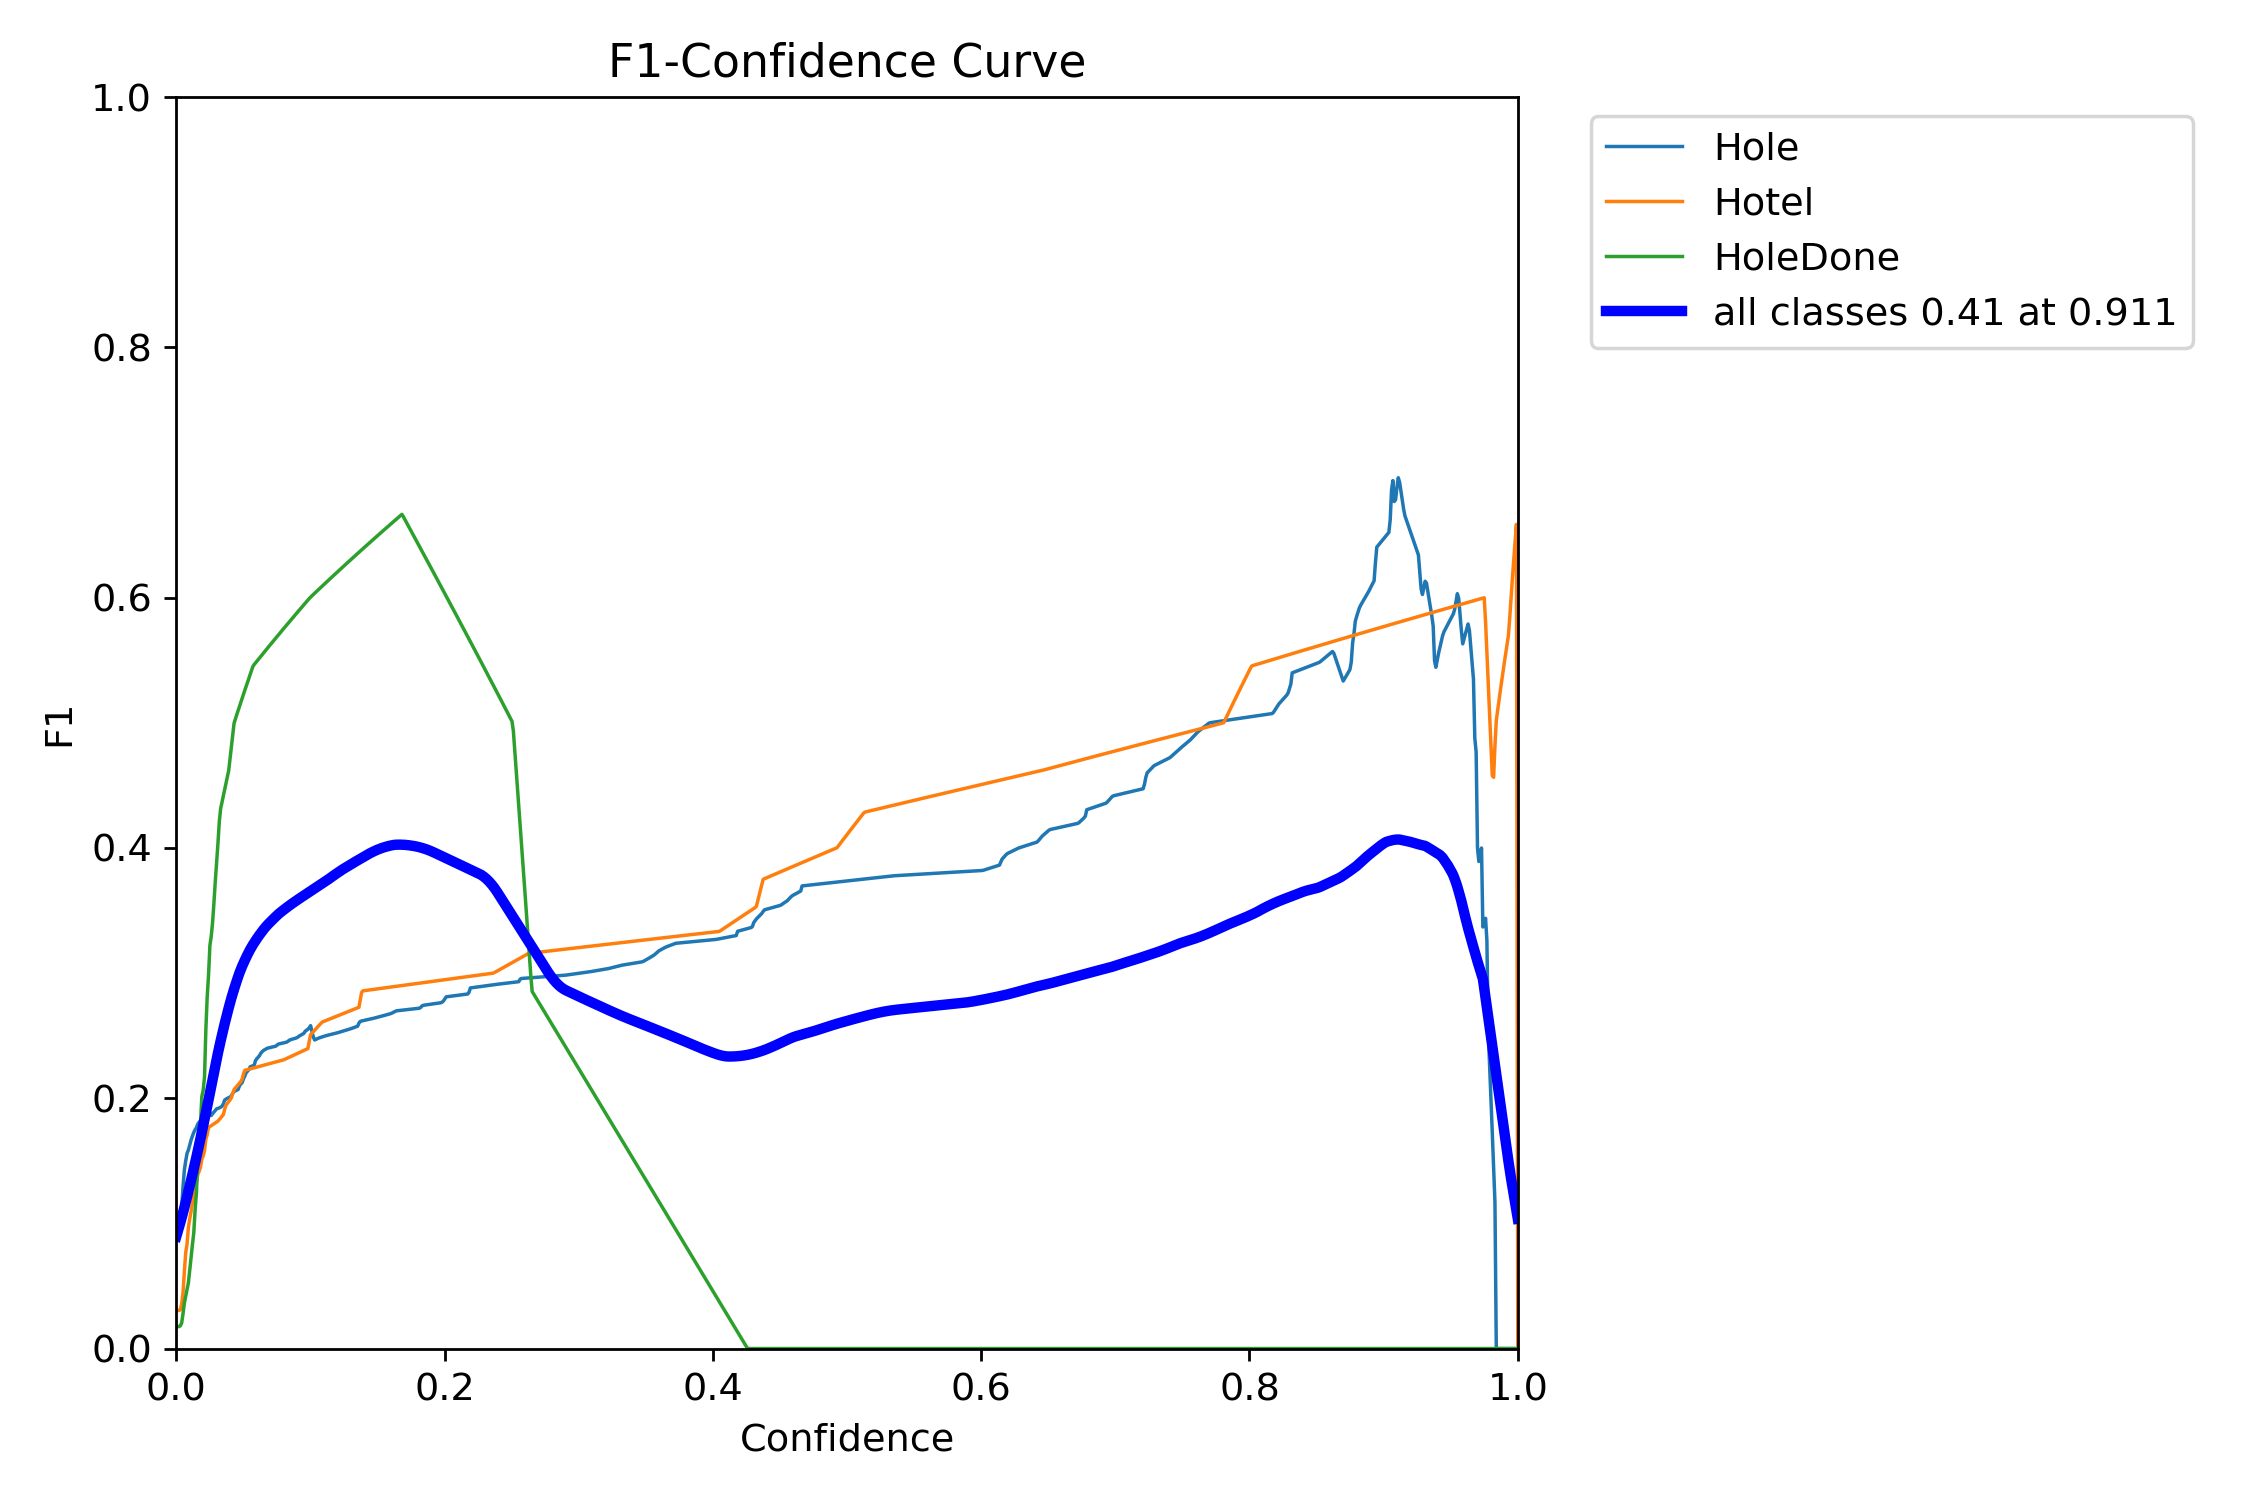 F1-Confidence Curve
1.0
0.8
0.6
0.4
0.2
0.0
F1
0.0 0.2 0.4 0.6 0.8 1.0
Confidence
Hole
Hotel
HoleDone
all classes 0.41 at 0.911